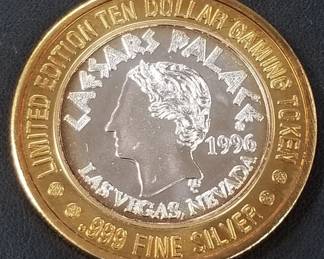 LIMITED EDITION TEN DOLLAR GAMING TOKEN
.999 FINE SILVER
CAESARS PALACE
1996
LAS VEGAS, NEVADA